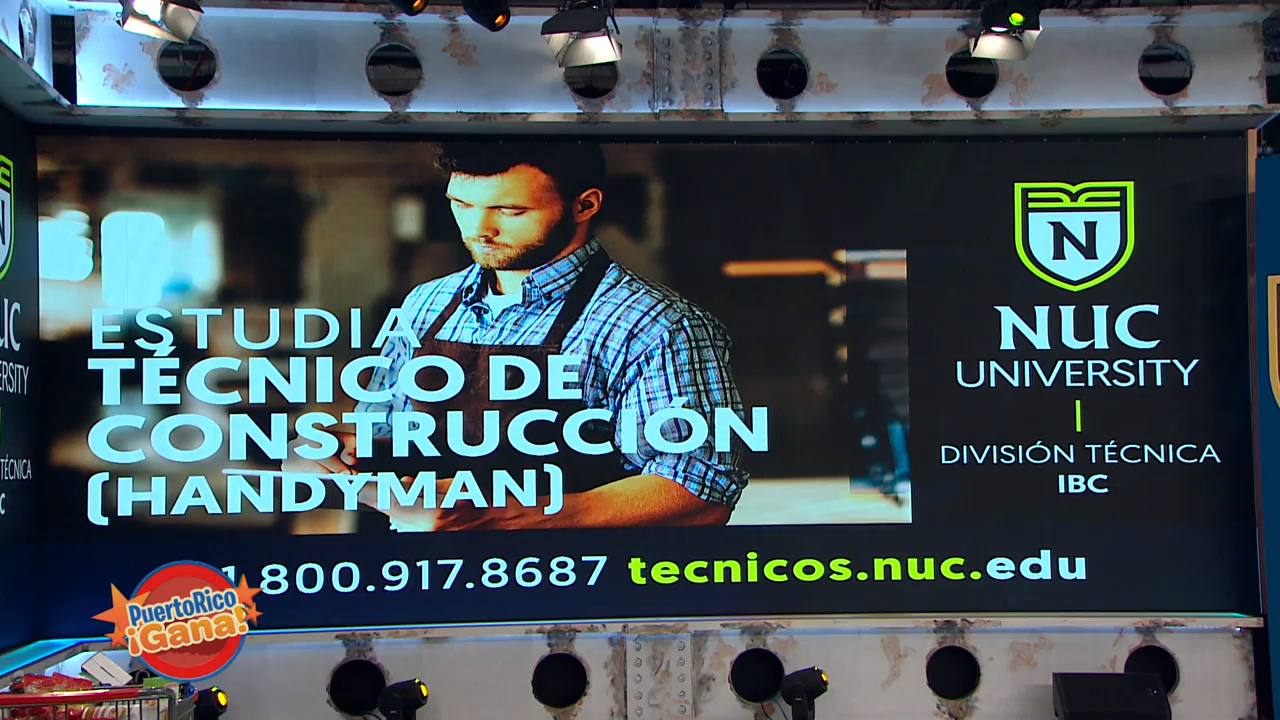 ESTUDIA
TÉCNICO DE
CONSTRUCCIÓN
(HANDYMAN)
1.800.917.8687 tecnicos.nuc.edu
N
NUC
UNIVERSITY
DIVISIÓN TÉCNICA
IBC
PuertoRico
¡Gana!